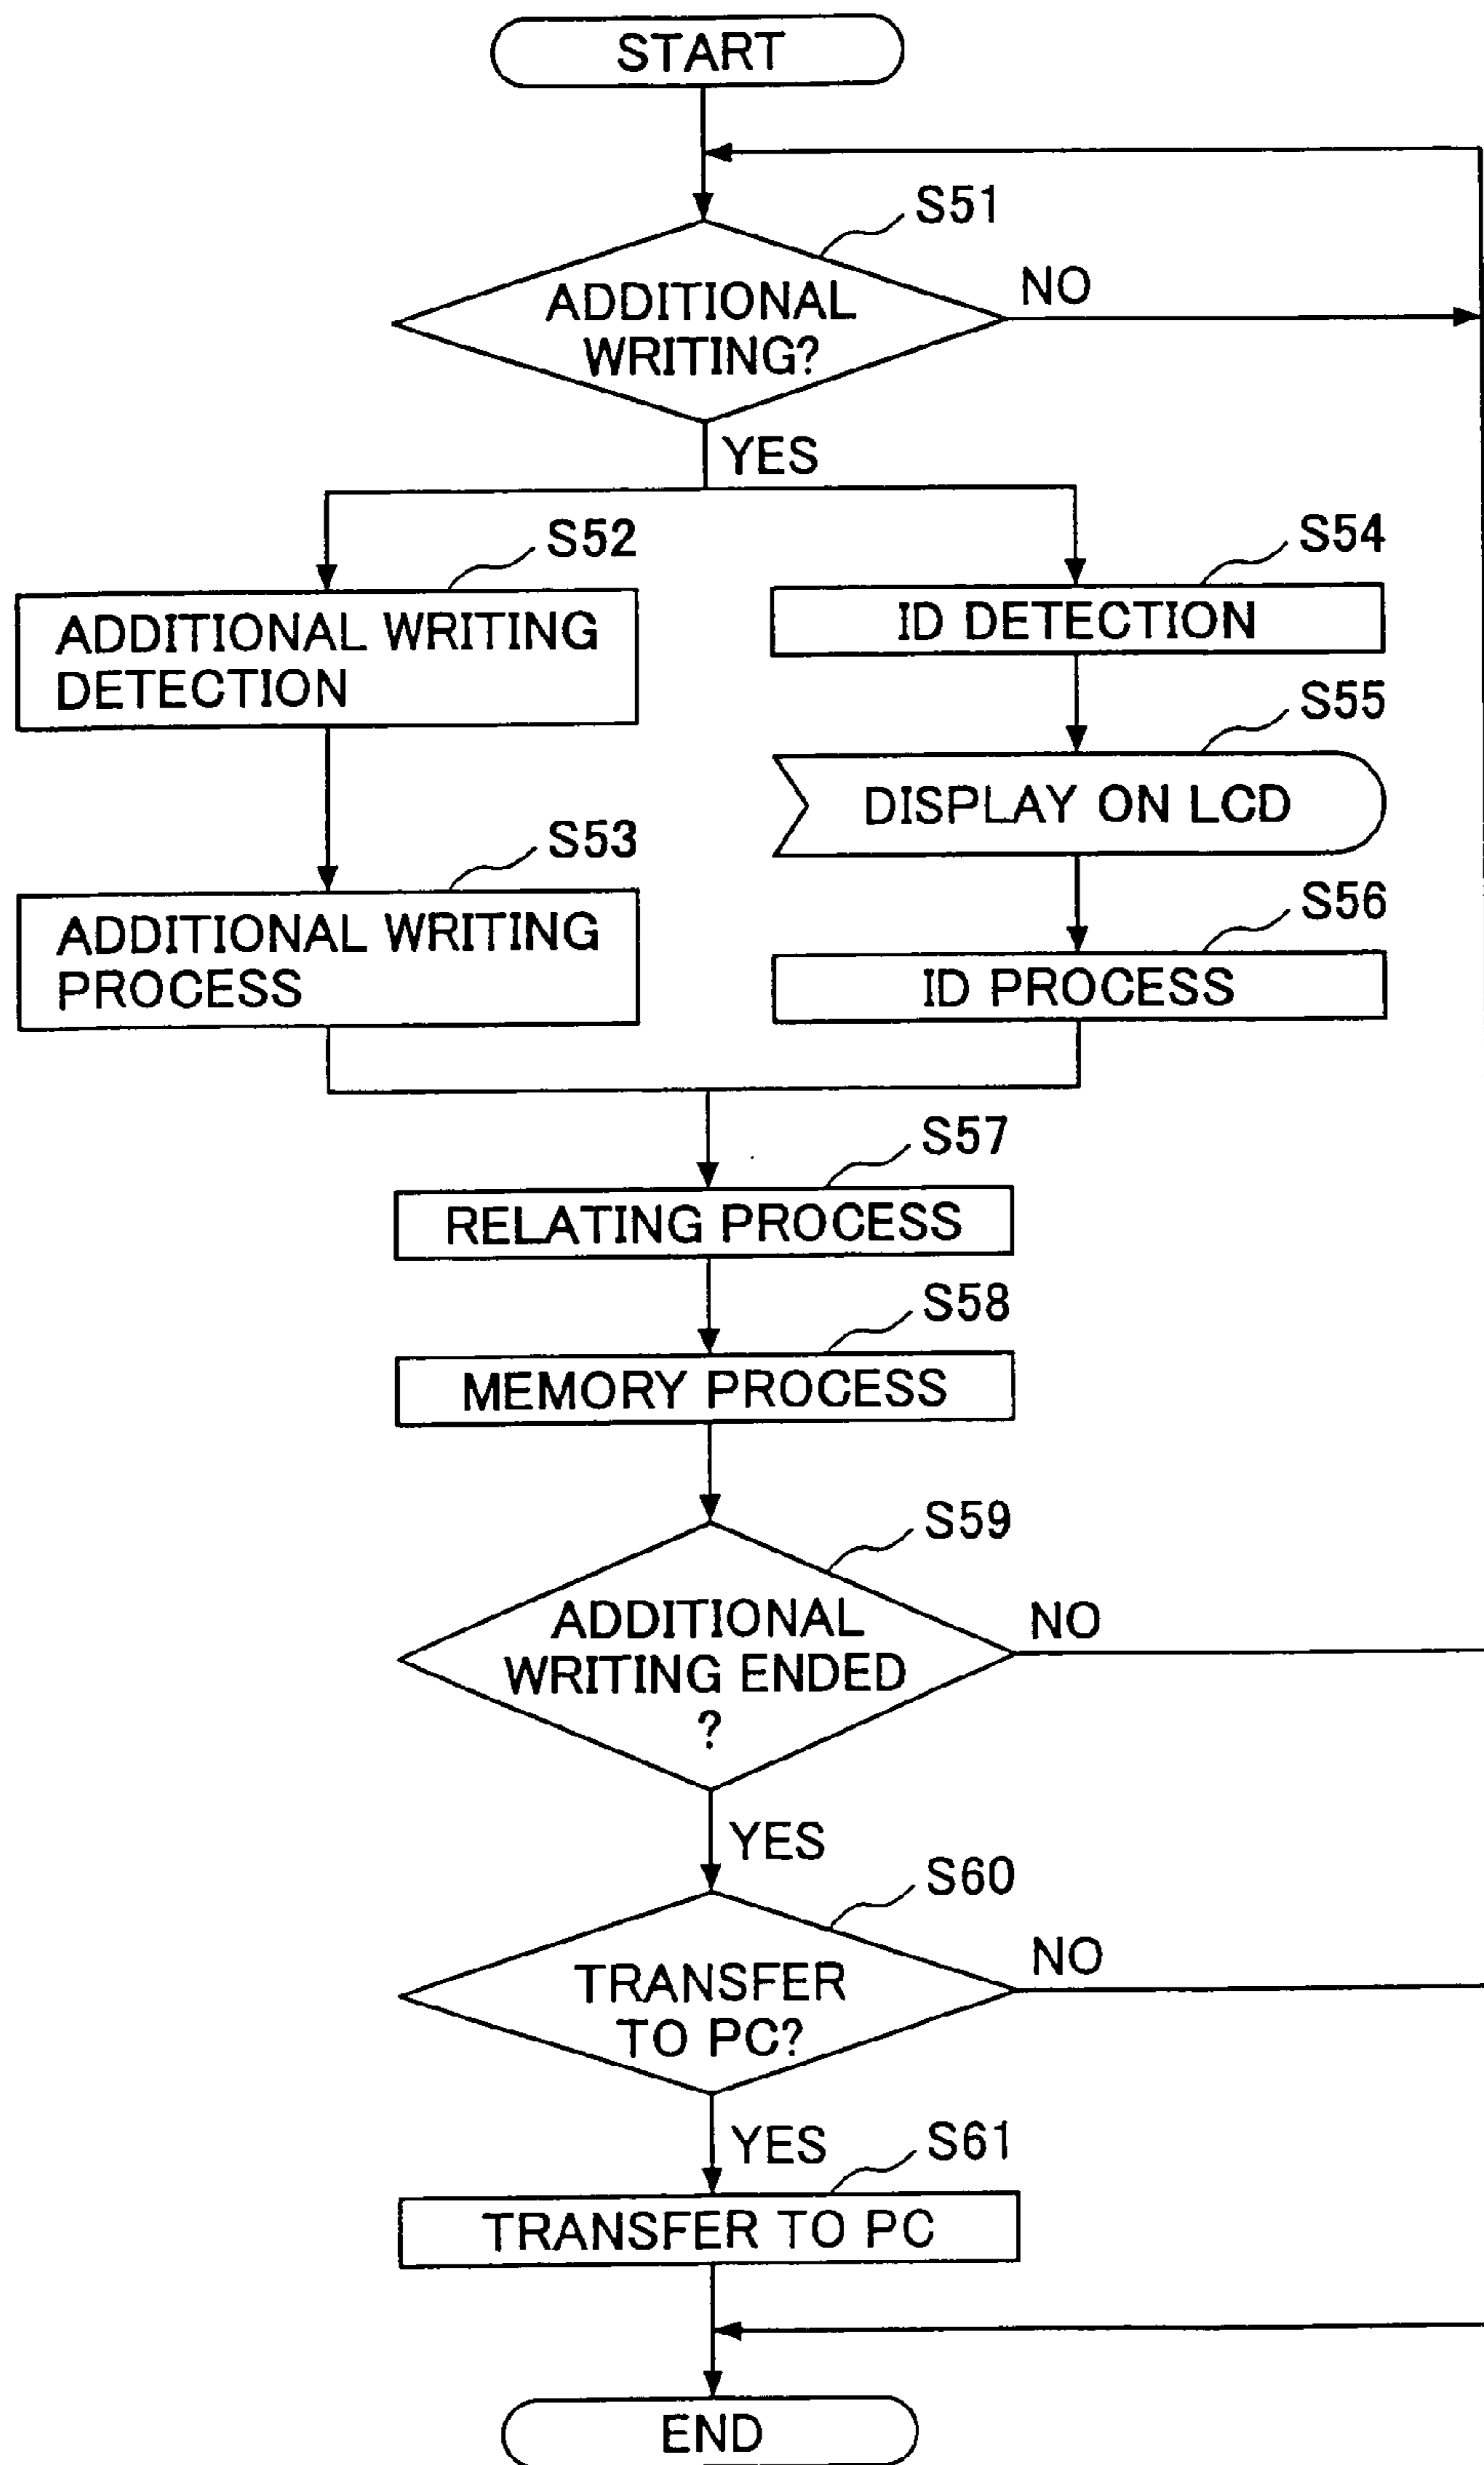 START
S51
ADDITIONAL
WRITING?
NO
YES
S52
ADDITIONAL WRITING
DETECTION
S53
ADDITIONAL WRITING
PROCESS
S54
ID DETECTION
S55
DISPLAY ON LCD
S56
ID PROCESS
S57
RELATING PROCESS
S58
MEMORY PROCESS
S59
ADDITIONAL
WRITING ENDED
?
NO
YES
S60
TRANSFER
TO PC?
NO
YES
S61
TRANSFER TO PC
END